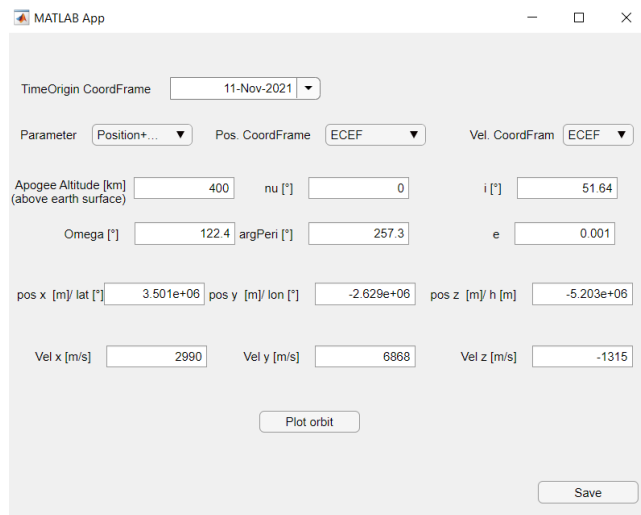 MATLAB App
TimeOrigin CoordFrame 11-Nov-2021
Parameter Position+... Pos. CoordFrame ECEF Vel. CoordFram ECEF
Apogee Altitude [km] 400 nu [°] 0 i [°] 51.64
(above earth surface)
Omega [°] 122.4 argPeri [°] 257.3 e 0.001
pos x [m]/ lat [°] 3.501e+06 pos y [m]/ lon [°] -2.629e+06 pos z [m]/ h [m] -5.203e+06
Vel x [m/s] 2990 Vel y [m/s] 6868 Vel z [m/s] -1315
Plot orbit
Save